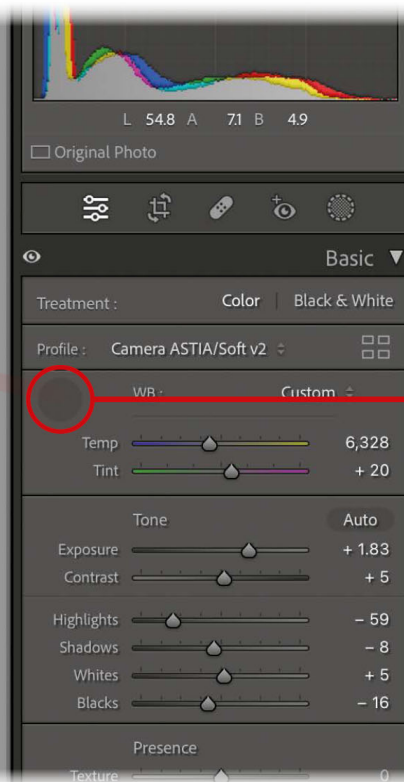 L 54.8 A 7.1 B 4.9
Original Photo
Basic
Treatment : Color Black & White
Profile : Camera ASTIA/Soft v2
WB : Custom
Temp 6,328
Tint + 20
Tone Auto
Exposure + 1.83
Contrast + 5
Highlights – 59
Shadows – 8
Whites + 5
Blacks – 16
Presence
Texture 0